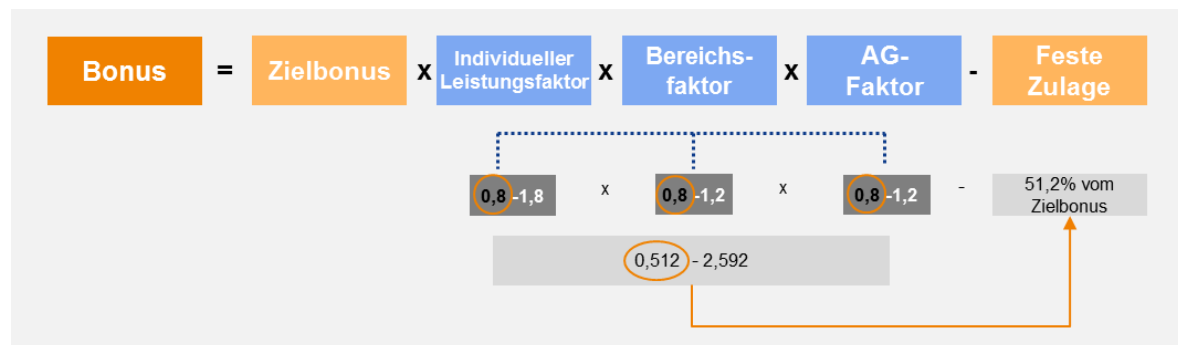 Bonus = Zielbonus x Individueller Leistungsfaktor x Bereichs-faktor x AG-Faktor - Feste Zulage
0,8-1,8 x 0,8-1,2 x 0,8-1,2 - 51,2% vom
Zielbonus
0,512 - 2,592